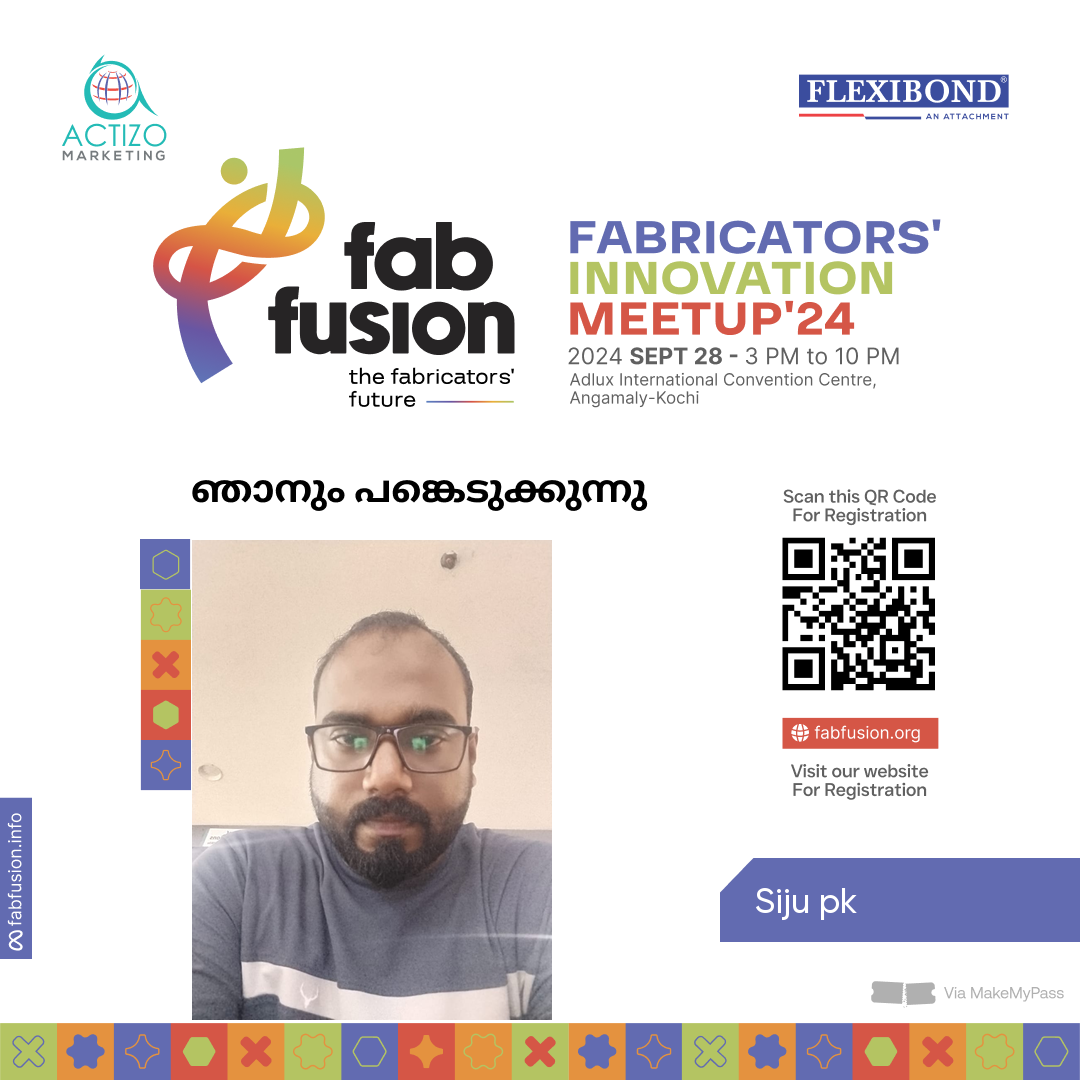 ACTIZO
MARKETING
FLEXIBOND®
AN ATTACHMENT
fab
fusion
the fabricators'
future
FABRICATORS'
INNOVATION
MEETUP'24
2024 SEPT 28 - 3 PM to 10 PM
Adlux International Convention Centre,
Angamaly-Kochi
ഞാനും പങ്കെടുക്കുന്നു
Scan this QR Code
For Registration
fabfusion.org
Visit our website
For Registration
fabfusion.info
Siju pk
Via MakeMyPass